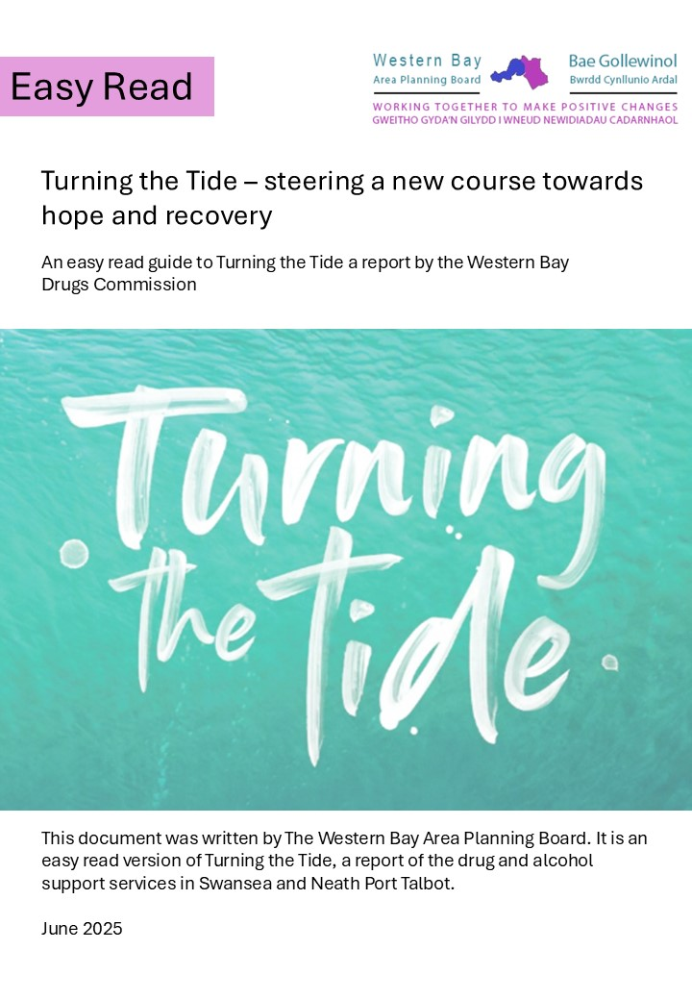 Easy Read
Western Bay
Area Planning Board
Bae Gollewinol
Bwrdd Cynllunio Ardal
WORKING TOGETHER TO MAKE POSITIVE CHANGES
GWEITHO GYDA'N GILYDD I WNEUD NEWIDIADAU CADARNHAOL
Turning the Tide – steering a new course towards
hope and recovery
An easy read guide to Turning the Tide a report by the Western Bay
Drugs Commission
Turning
the Tide
This document was written by The Western Bay Area Planning Board. It is an
easy read version of Turning the Tide, a report of the drug and alcohol
support services in Swansea and Neath Port Talbot.
June 2025